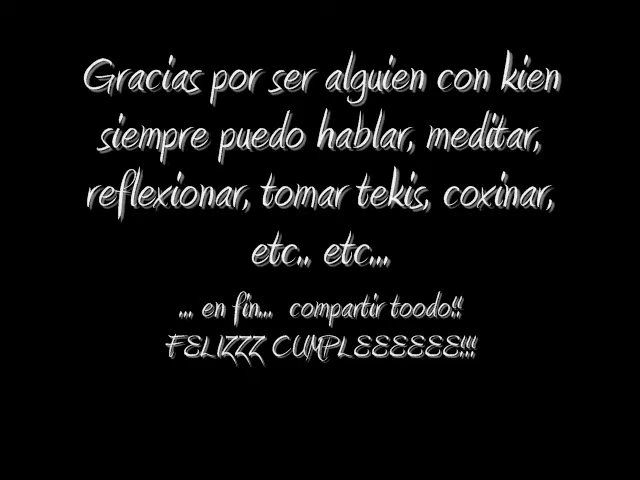 Gracias por ser alguien con kien
siempre puedo hablar, meditar,
reflexionar, tomar tekis, coxinar,
etc.. etc...
... en fin... compartir toodo!!
FELIZZZ CUMPLEEEEEE!!!